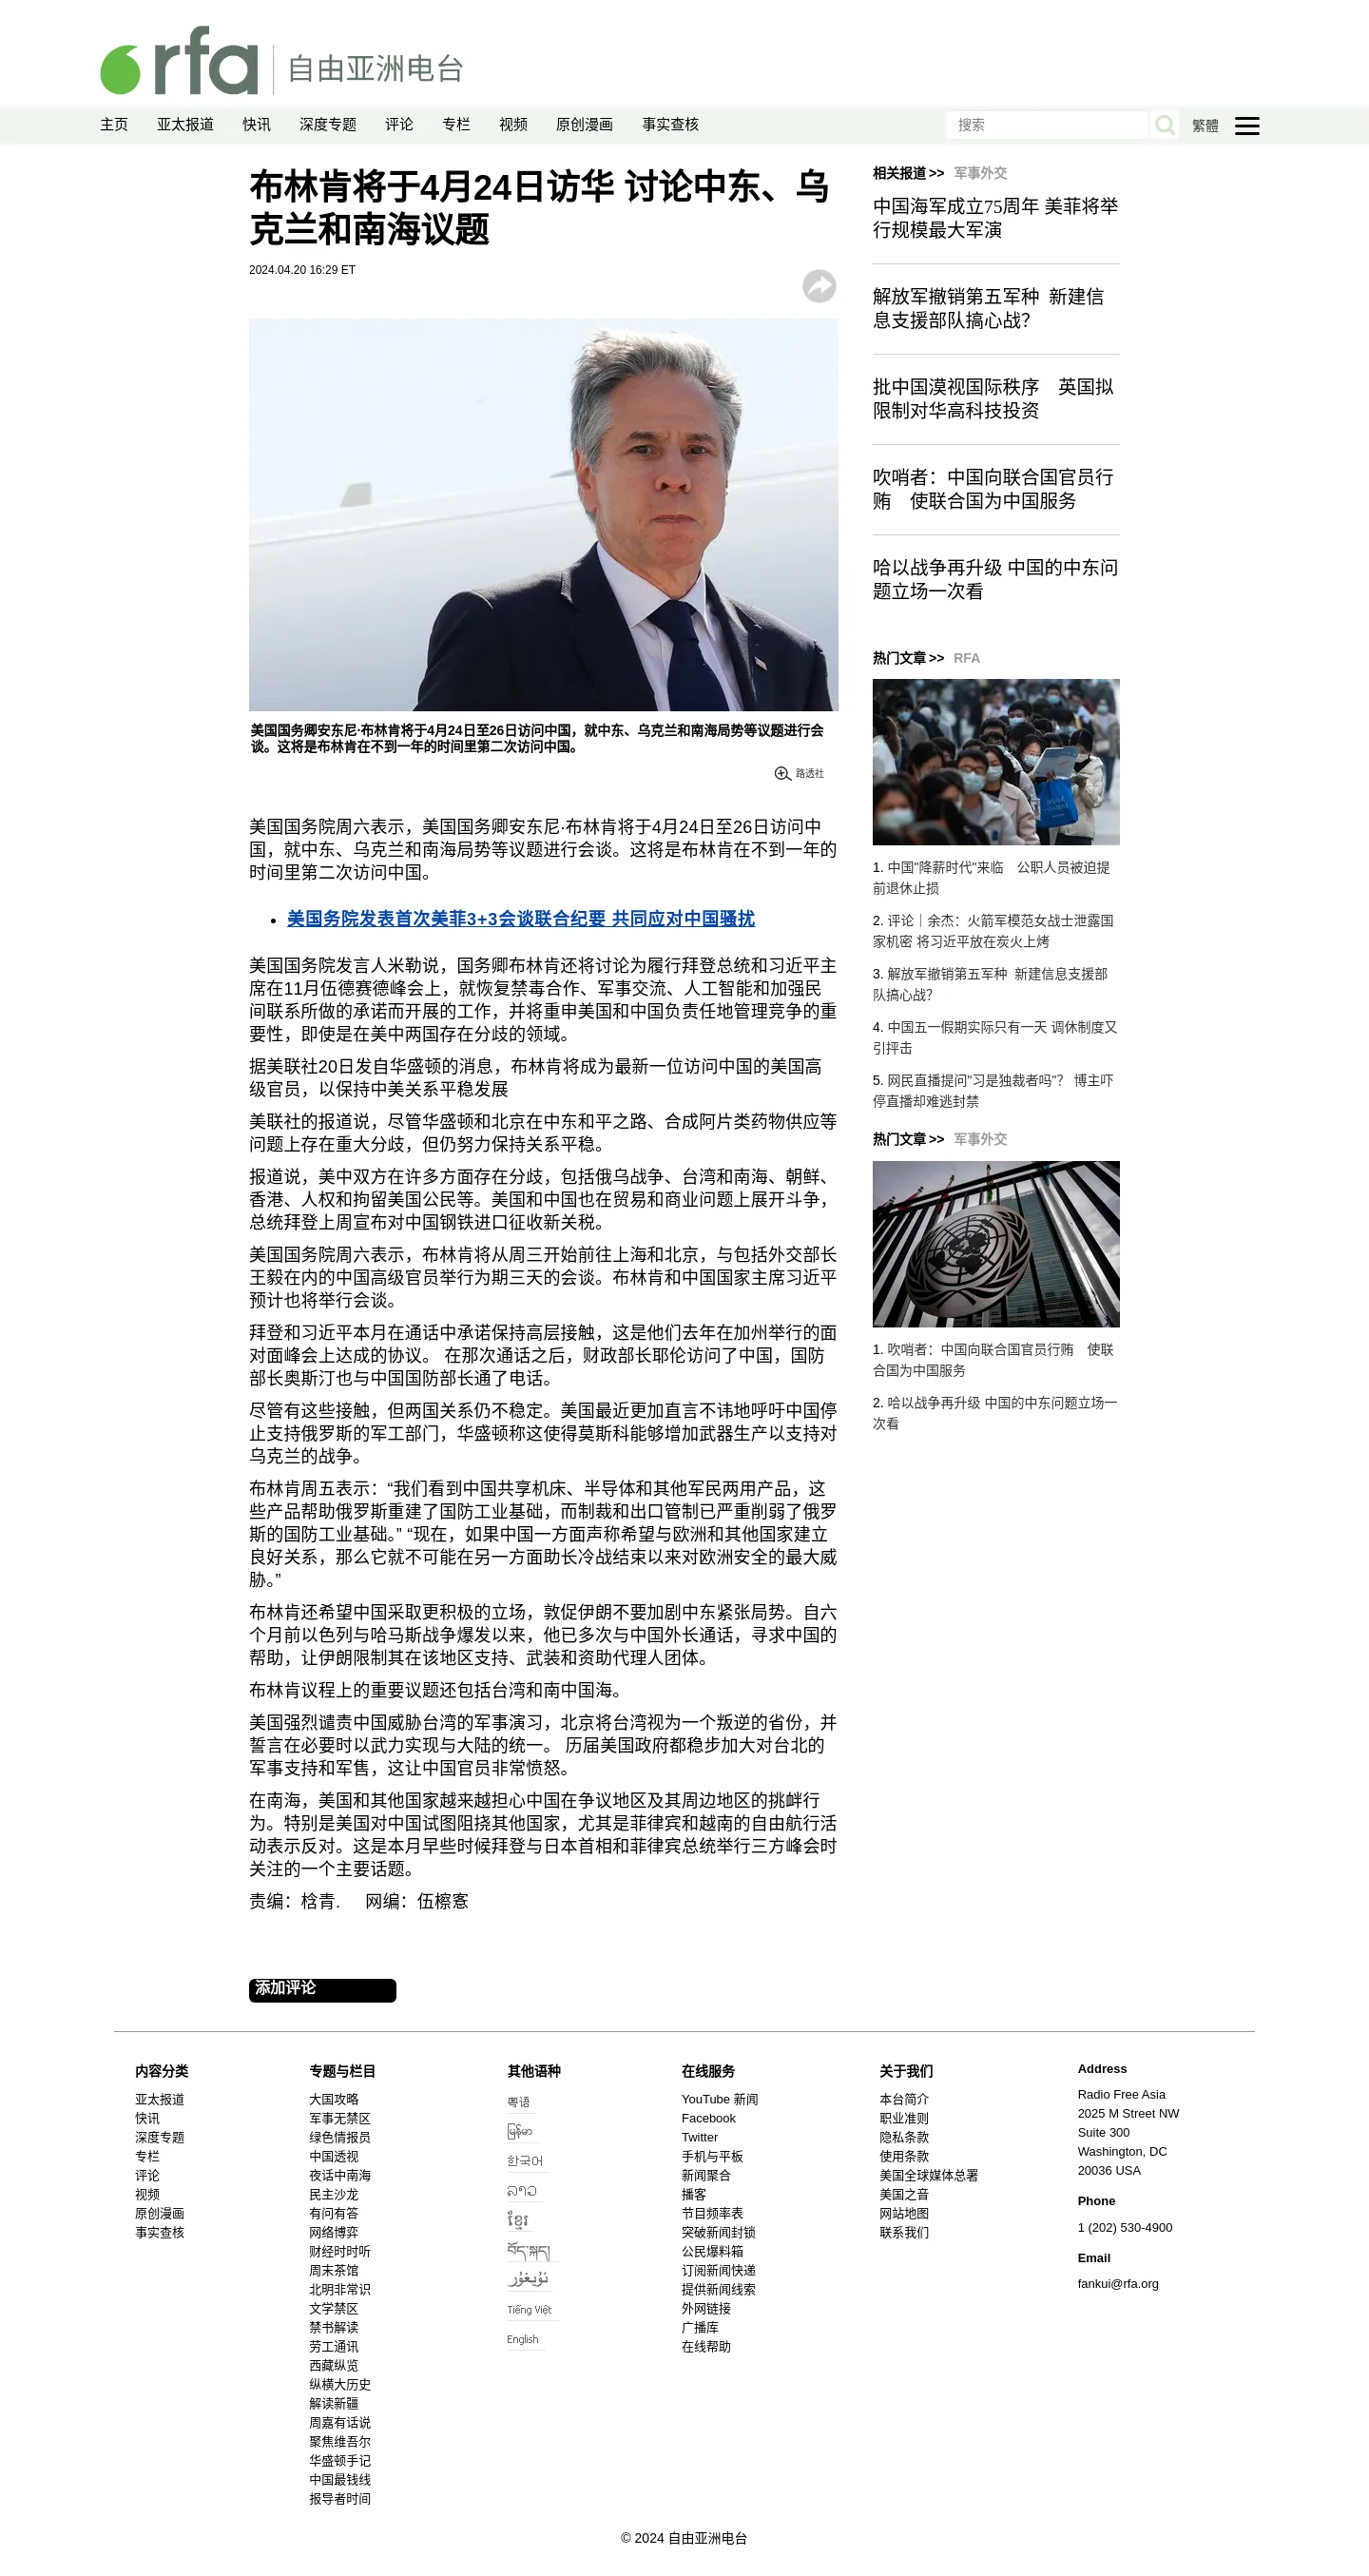 rfa 自由亚洲电台
主页 亚太报道 快讯 深度专题 评论 专栏 视频 原创漫画 事实查核
搜索
繁體
布林肯将于4月24日访华 讨论中东、乌
克兰和南海议题
2024.04.20 16:29 ET
美国国务卿安东尼·布林肯将于4月24日至26日访问中国，就中东、乌克兰和南海局势等议题进行会
谈。这将是布林肯在不到一年的时间里第二次访问中国。
路透社
美国国务院周六表示，美国国务卿安东尼·布林肯将于4月24日至26日访问中
国，就中东、乌克兰和南海局势等议题进行会谈。这将是布林肯在不到一年的
时间里第二次访问中国。
美国务院发表首次美菲3+3会谈联合纪要 共同应对中国骚扰
美国国务院发言人米勒说，国务卿布林肯还将讨论为履行拜登总统和习近平主
席在11月伍德赛德峰会上，就恢复禁毒合作、军事交流、人工智能和加强民
间联系所做的承诺而开展的工作，并将重申美国和中国负责任地管理竞争的重
要性，即使是在美中两国存在分歧的领域。
据美联社20日发自华盛顿的消息，布林肯将成为最新一位访问中国的美国高
级官员，以保持中美关系平稳发展
美联社的报道说，尽管华盛顿和北京在中东和平之路、合成阿片类药物供应等
问题上存在重大分歧，但仍努力保持关系平稳。
报道说，美中双方在许多方面存在分歧，包括俄乌战争、台湾和南海、朝鲜、
香港、人权和拘留美国公民等。美国和中国也在贸易和商业问题上展开斗争，
总统拜登上周宣布对中国钢铁进口征收新关税。
美国国务院周六表示，布林肯将从周三开始前往上海和北京，与包括外交部长
王毅在内的中国高级官员举行为期三天的会谈。布林肯和中国国家主席习近平
预计也将举行会谈。
拜登和习近平本月在通话中承诺保持高层接触，这是他们去年在加州举行的面
对面峰会上达成的协议。 在那次通话之后，财政部长耶伦访问了中国，国防
部长奥斯汀也与中国国防部长通了电话。
尽管有这些接触，但两国关系仍不稳定。美国最近更加直言不讳地呼吁中国停
止支持俄罗斯的军工部门，华盛顿称这使得莫斯科能够增加武器生产以支持对
乌克兰的战争。
布林肯周五表示：“我们看到中国共享机床、半导体和其他军民两用产品，这
些产品帮助俄罗斯重建了国防工业基础，而制裁和出口管制已严重削弱了俄罗
斯的国防工业基础。” “现在，如果中国一方面声称希望与欧洲和其他国家建立
良好关系，那么它就不可能在另一方面助长冷战结束以来对欧洲安全的最大威
胁。”
布林肯还希望中国采取更积极的立场，敦促伊朗不要加剧中东紧张局势。自六
个月前以色列与哈马斯战争爆发以来，他已多次与中国外长通话，寻求中国的
帮助，让伊朗限制其在该地区支持、武装和资助代理人团体。
布林肯议程上的重要议题还包括台湾和南中国海。
美国强烈谴责中国威胁台湾的军事演习，北京将台湾视为一个叛逆的省份，并
誓言在必要时以武力实现与大陆的统一。 历届美国政府都稳步加大对台北的
军事支持和军售，这让中国官员非常愤怒。
在南海，美国和其他国家越来越担心中国在争议地区及其周边地区的挑衅行
为。特别是美国对中国试图阻挠其他国家，尤其是菲律宾和越南的自由航行活
动表示反对。这是本月早些时候拜登与日本首相和菲律宾总统举行三方峰会时
关注的一个主要话题。
责编：梒青. 网编：伍檫愙
添加评论
相关报道 >> 军事外交
中国海军成立75周年 美菲将举
行规模最大军演
解放军撤销第五军种 新建信
息支援部队搞心战？
批中国漠视国际秩序 英国拟
限制对华高科技投资
吹哨者：中国向联合国官员行
贿 使联合国为中国服务
哈以战争再升级 中国的中东问
题立场一次看
热门文章 >> RFA
1. 中国"降薪时代"来临 公职人员被迫提
前退休止损
2. 评论｜余杰：火箭军模范女战士泄露国
家机密 将习近平放在炭火上烤
3. 解放军撤销第五军种 新建信息支援部
队搞心战？
4. 中国五一假期实际只有一天 调休制度又
引抨击
5. 网民直播提问"习是独裁者吗"？ 博主吓
停直播却难逃封禁
热门文章 >> 军事外交
1. 吹哨者：中国向联合国官员行贿 使联
合国为中国服务
2. 哈以战争再升级 中国的中东问题立场一
次看
内容分类
亚太报道
快讯
深度专题
专栏
评论
视频
原创漫画
事实查核
专题与栏目
大国攻略
军事无禁区
绿色情报员
中国透视
夜话中南海
民主沙龙
有问有答
网络博弈
财经时时听
周末茶馆
北明非常识
文学禁区
禁书解读
劳工通讯
西藏纵览
纵横大历史
解读新疆
周嘉有话说
聚焦维吾尔
华盛顿手记
中国最钱线
报导者时间
其他语种
粤语
မြန်မာ
한국어
ລາວ
ខ្មែរ
བོད་སྐད།
ئۇيغۇر
Tiếng Việt
English
在线服务
YouTube 新闻
Facebook
Twitter
手机与平板
新闻聚合
播客
节目频率表
突破新闻封锁
公民爆料箱
订阅新闻快递
提供新闻线索
外网链接
广播库
在线帮助
关于我们
本台简介
职业准则
隐私条款
使用条款
美国全球媒体总署
美国之音
网站地图
联系我们
Address
Radio Free Asia
2025 M Street NW
Suite 300
Washington, DC
20036 USA
Phone
1 (202) 530-4900
Email
fankui@rfa.org
© 2024 自由亚洲电台